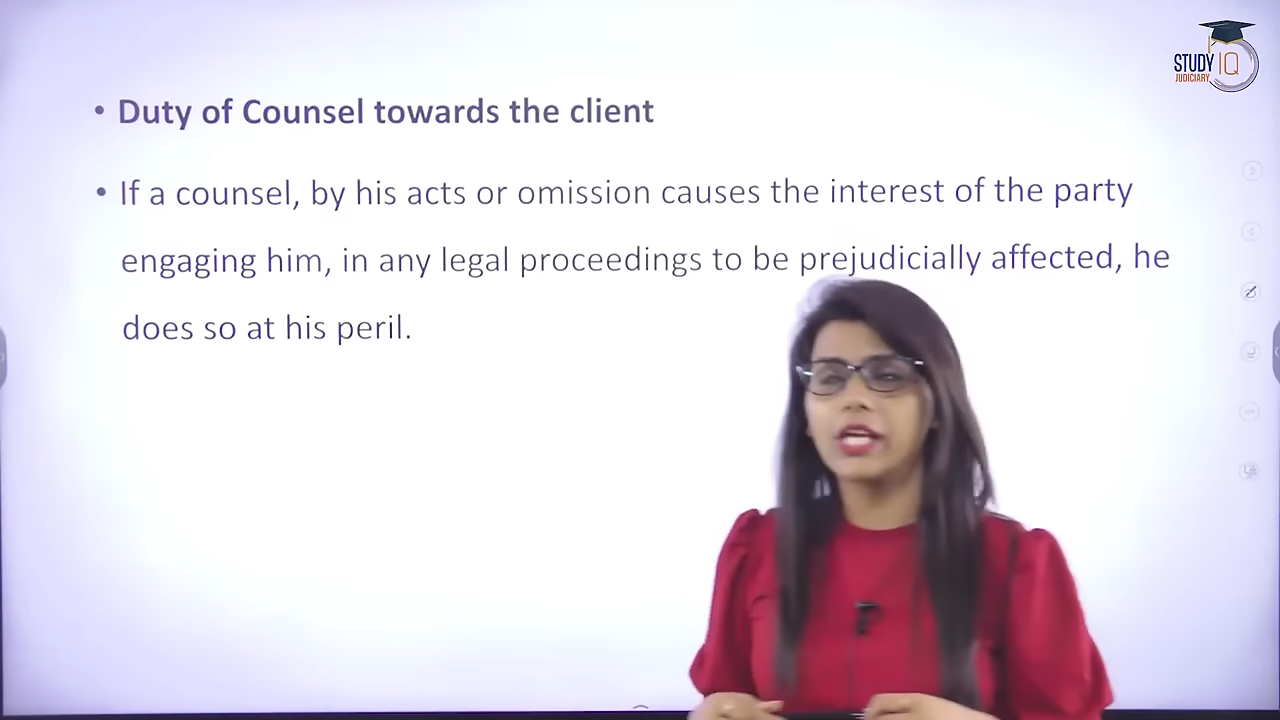 STUDY IQ
JUDICIARY
• Duty of Counsel towards the client
• If a counsel, by his acts or omission causes the interest of the party
engaging him, in any legal proceedings to be prejudicially affected, he
does so at his peril.